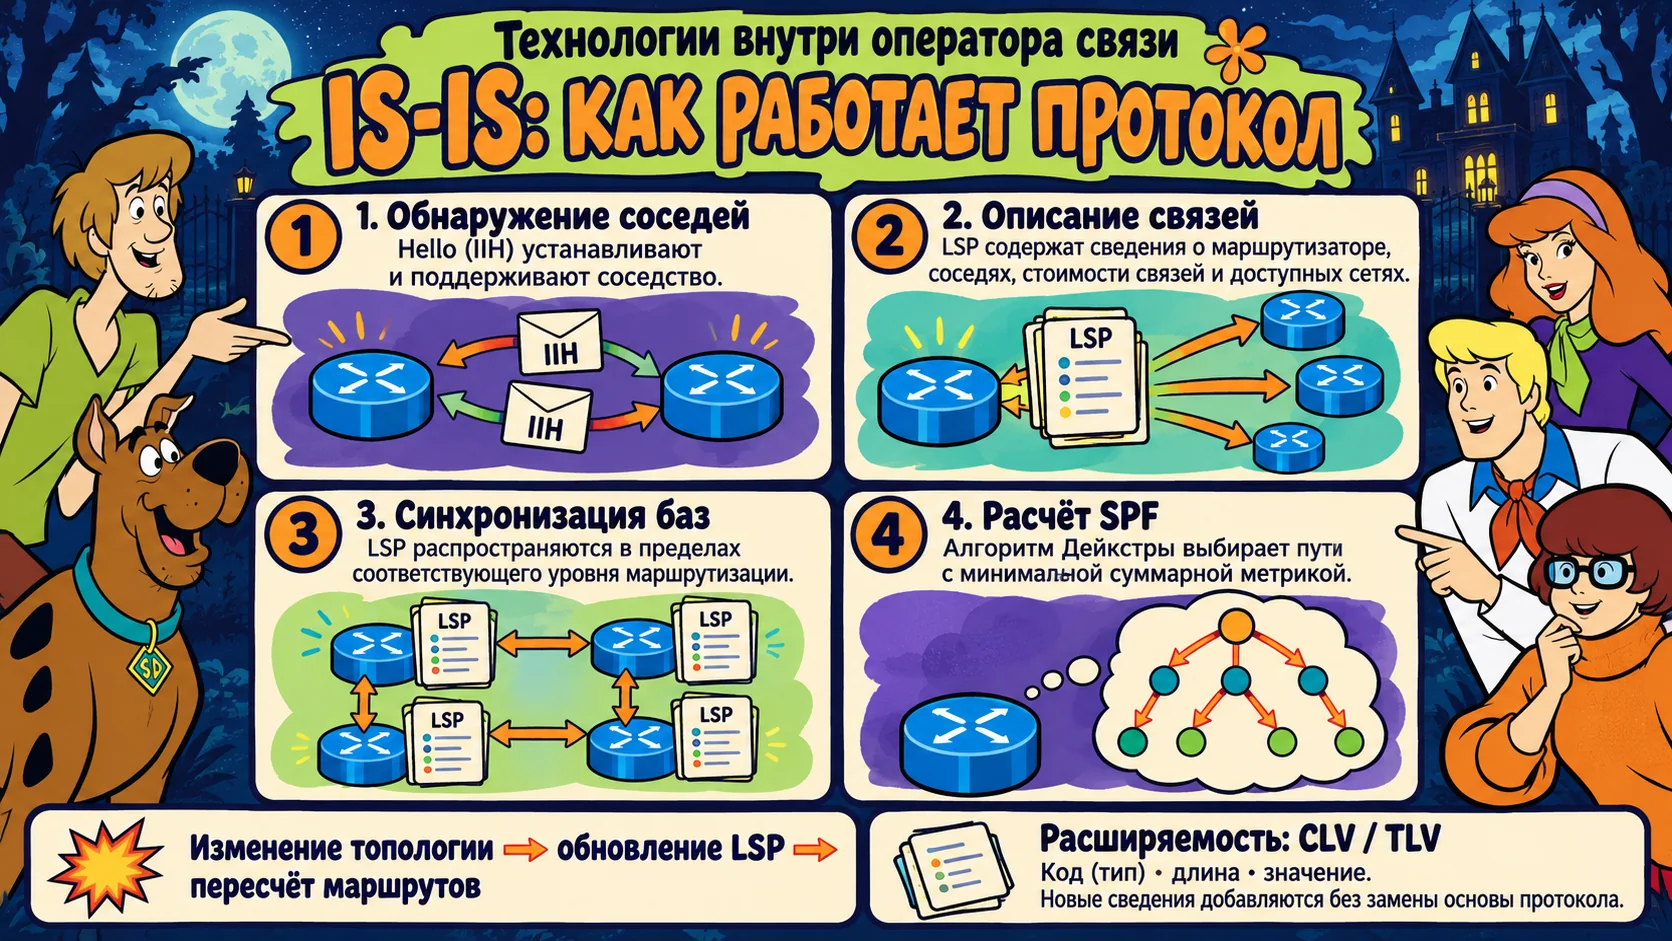 Технологии внутри оператора связи
IS-IS: КАК РАБОТАЕТ ПРОТОКОЛ
1
1. Обнаружение соседей
Hello (IIH) устанавливают
и поддерживают соседство.
IIH
IIH
2
2. Описание связей
LSP содержат сведения о маршрутизаторе,
соседях, стоимости связей и доступных сетях.
LSP
3
3. Синхронизация баз
LSP распространяются в пределах
соответствующего уровня маршрутизации.
LSP
LSP
LSP
LSP
4
4. Расчёт SPF
Алгоритм Дейкстры выбирает пути
с минимальной суммарной метрикой.
SD
Изменение топологии → обновление LSP →
пересчёт маршрутов
Расширяемость: CLV / TLV
Код (тип) • длина • значение.
Новые сведения добавляются без замены основы протокола.